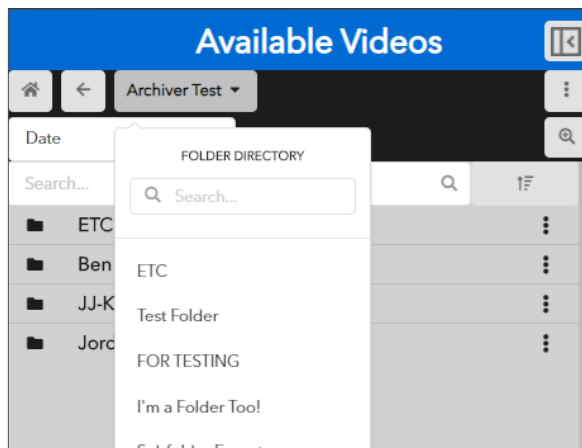 Available Videos
Archiver Test
Date
FOLDER DIRECTORY
Search...
Search...
ETC
Ben
JJ-K
Jord
ETC
Test Folder
FOR TESTING
I'm a Folder Too!